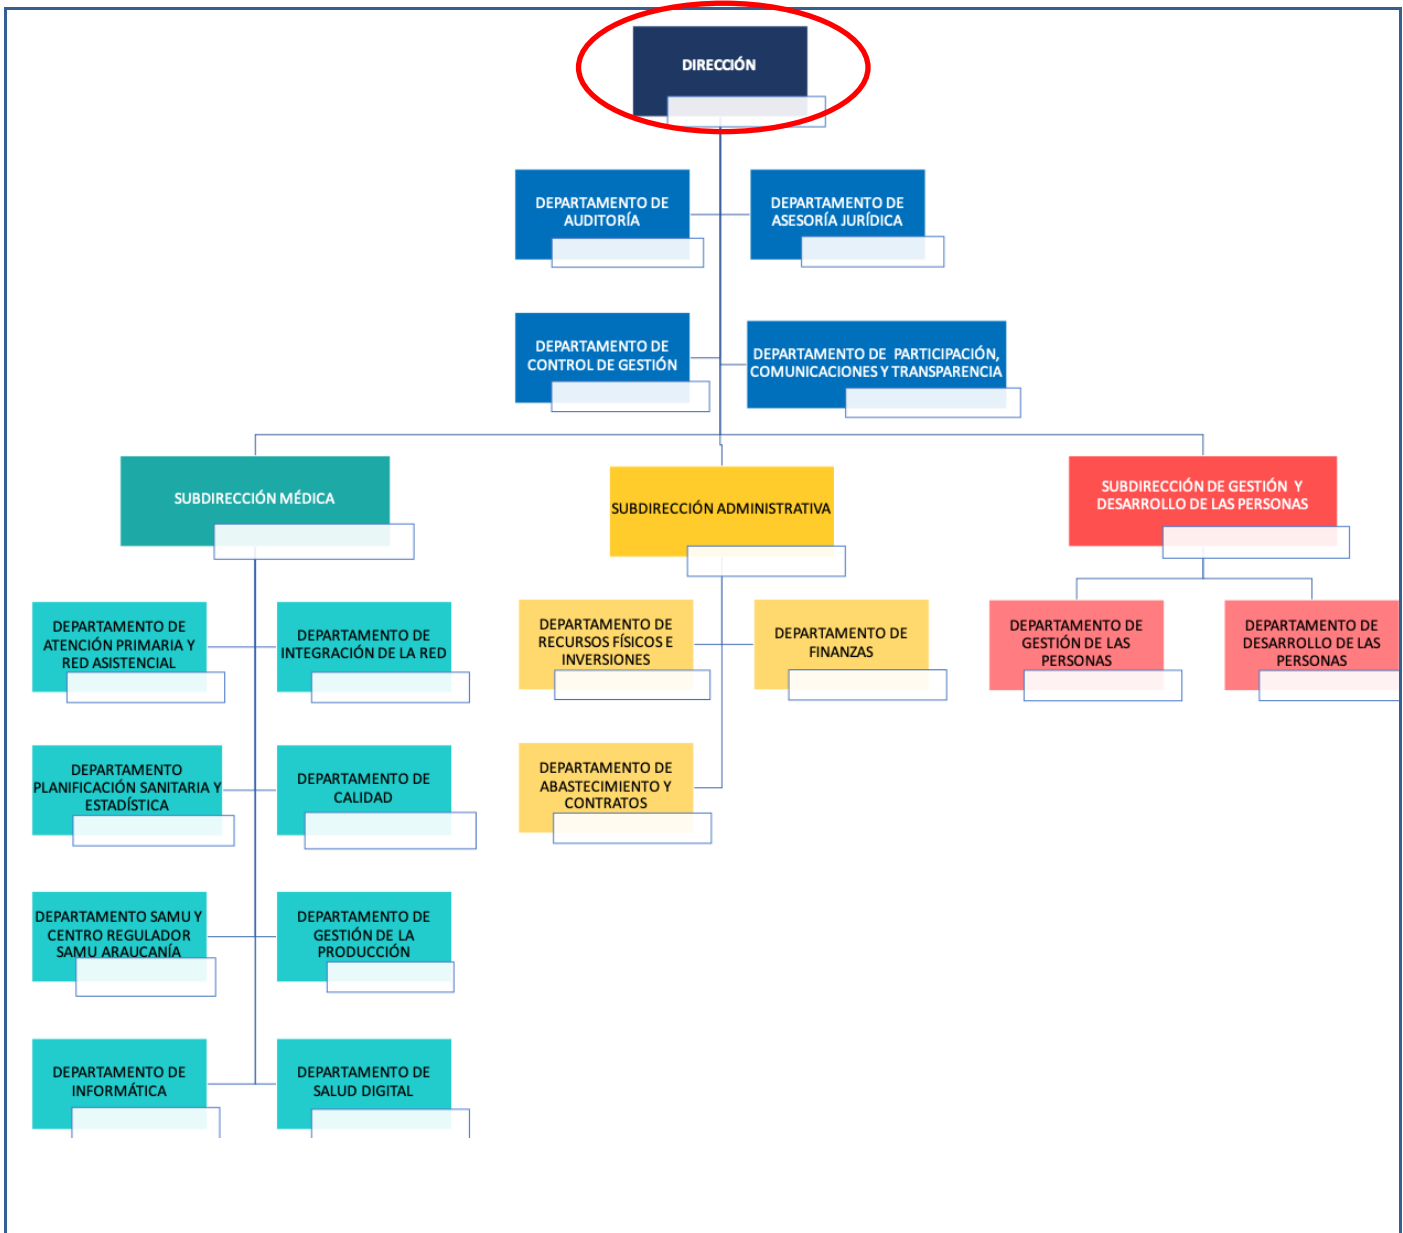 DIRECCIÓN
DEPARTAMENTO DE
AUDITORÍA
DEPARTAMENTO DE
ASESORÍA JURÍDICA
DEPARTAMENTO DE
CONTROL DE GESTIÓN
DEPARTAMENTO DE PARTICIPACIÓN,
COMUNICACIONES Y TRANSPARENCIA
SUBDIRECCIÓN MÉDICA
SUBDIRECCIÓN ADMINISTRATIVA
SUBDIRECCIÓN DE GESTIÓN Y
DESARROLLO DE LAS PERSONAS
DEPARTAMENTO DE
ATENCIÓN PRIMARIA Y
RED ASISTENCIAL
DEPARTAMENTO DE
INTEGRACIÓN DE LA RED
DEPARTAMENTO DE
RECURSOS FÍSICOS E
INVERSIONES
DEPARTAMENTO DE
FINANZAS
DEPARTAMENTO DE
GESTIÓN DE LAS
PERSONAS
DEPARTAMENTO DE
DESARROLLO DE LAS
PERSONAS
DEPARTAMENTO
PLANIFICACIÓN SANITARIA Y
ESTADÍSTICA
DEPARTAMENTO DE
CALIDAD
DEPARTAMENTO DE
ABASTECIMIENTO Y
CONTRATOS
DEPARTAMENTO SAMU Y
CENTRO REGULADOR
SAMU ARAUCANÍA
DEPARTAMENTO DE
GESTIÓN DE LA
PRODUCCIÓN
DEPARTAMENTO DE
INFORMÁTICA
DEPARTAMENTO DE
SALUD DIGITAL